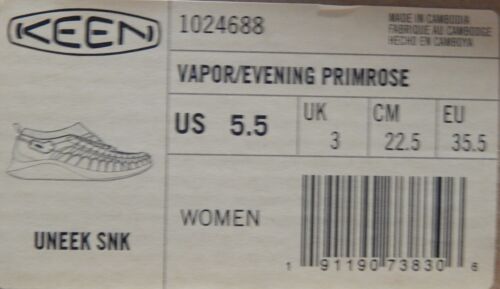 KEEN
1024688
MADE IN CAMBODIA
FABRIQUE AU CAMBODGE
HECHO EN CAMBOYA
VAPOR/EVENING PRIMROSE
US 5.5
UK 3
CM 22.5
EU 35.5
UNEEK SNK
WOMEN
1 91190 73830 6